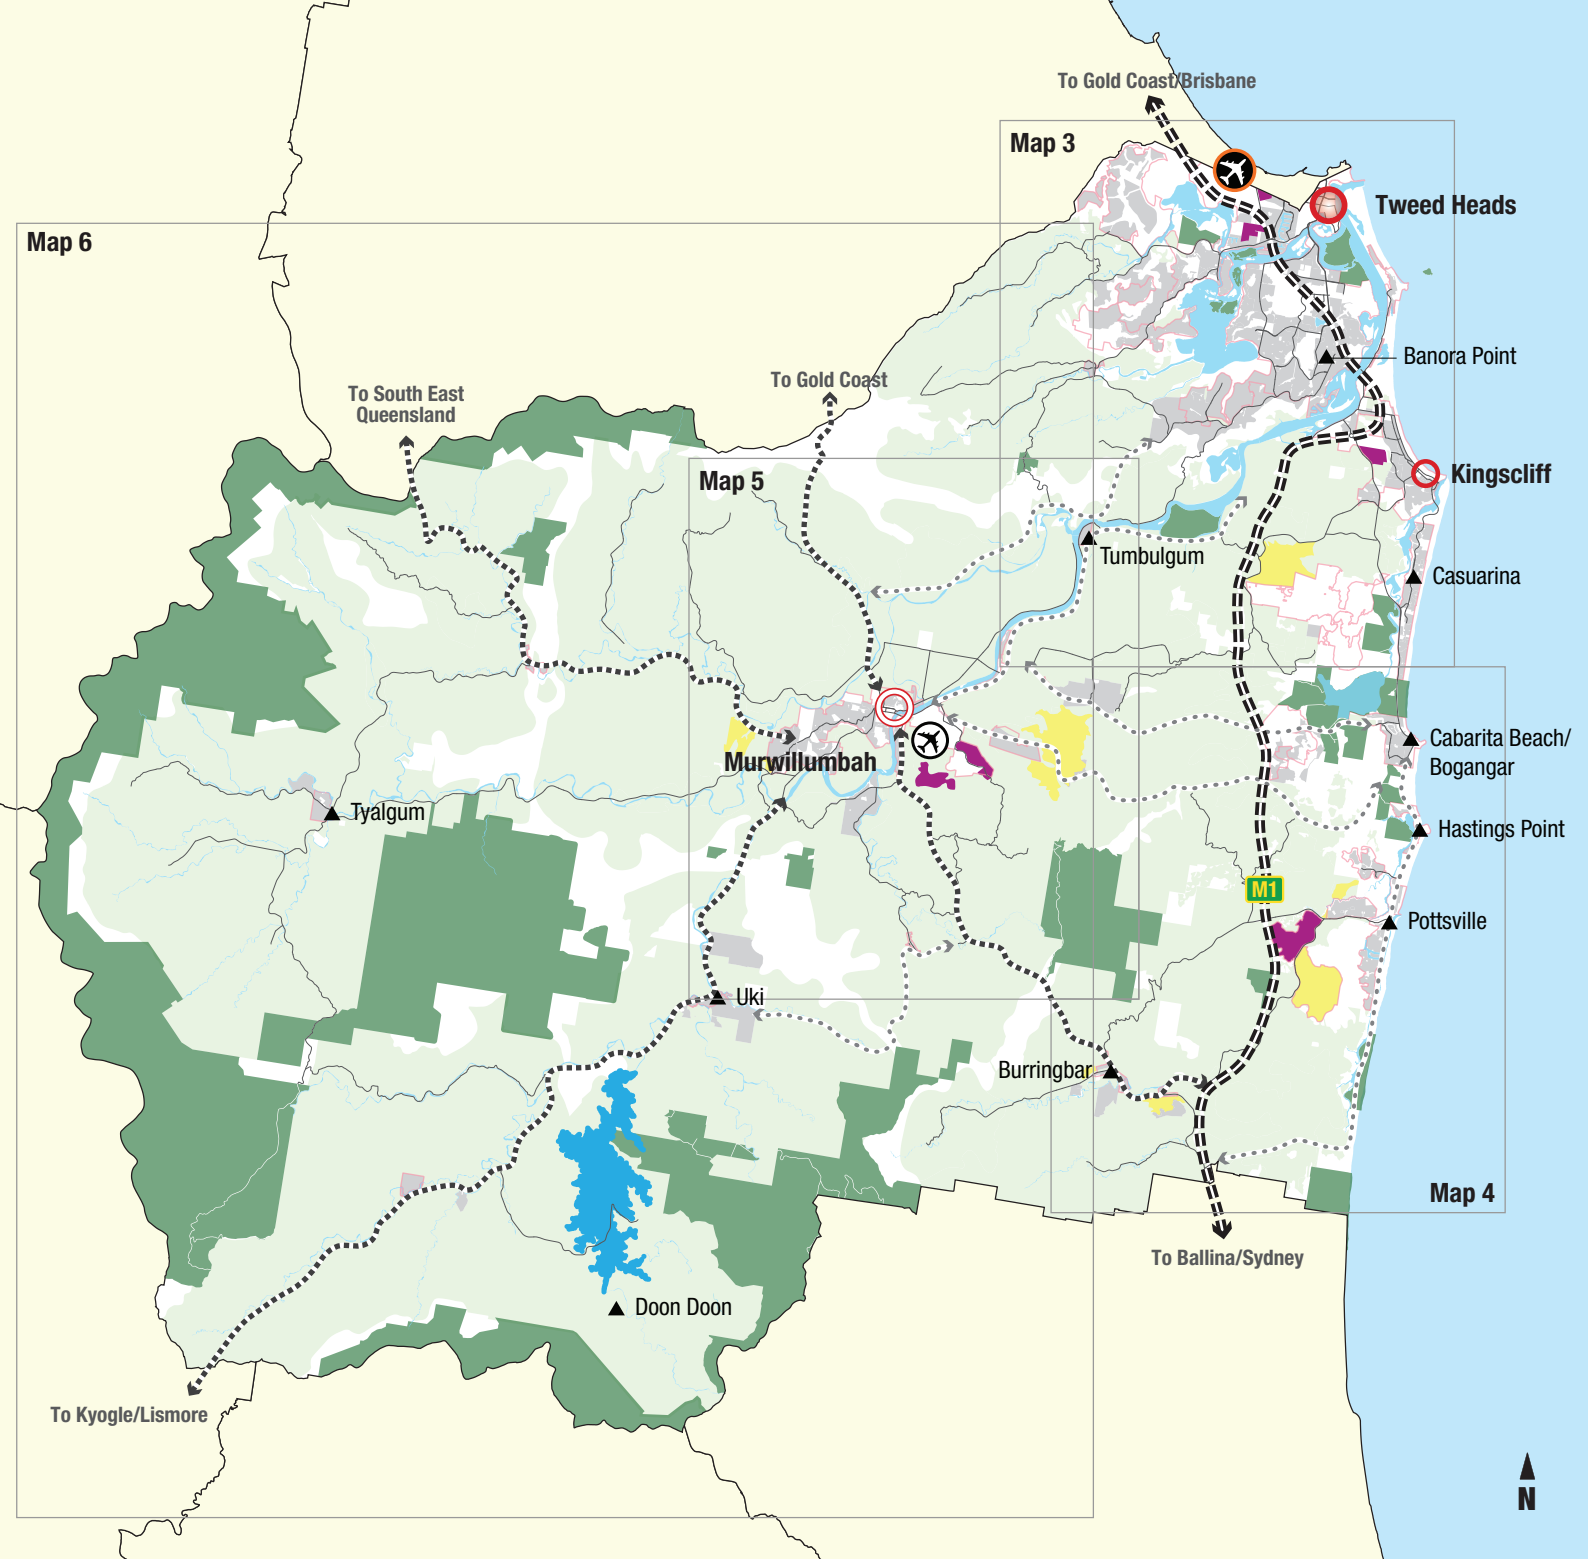 To Gold Coast/Brisbane
Map 3
Tweed Heads
Map 6
Banora Point
To Gold Coast
To South East
Queensland
Map 5
Kingscliff
Tumbulgum
Casuarina
Cabarita Beach/
Bogangar
Murwillumbah
Tyalgum
Hastings Point
M1
Pottsville
Uki
Burringbar
Map 4
To Ballina/Sydney
Doon Doon
To Kyogle/Lismore
N